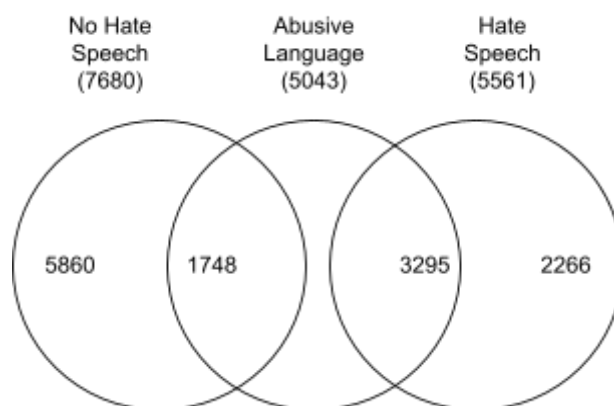 No Hate
Speech
(7680)
Abusive
Language
(5043)
Hate
Speech
(5561)
5860
1748
3295
2266